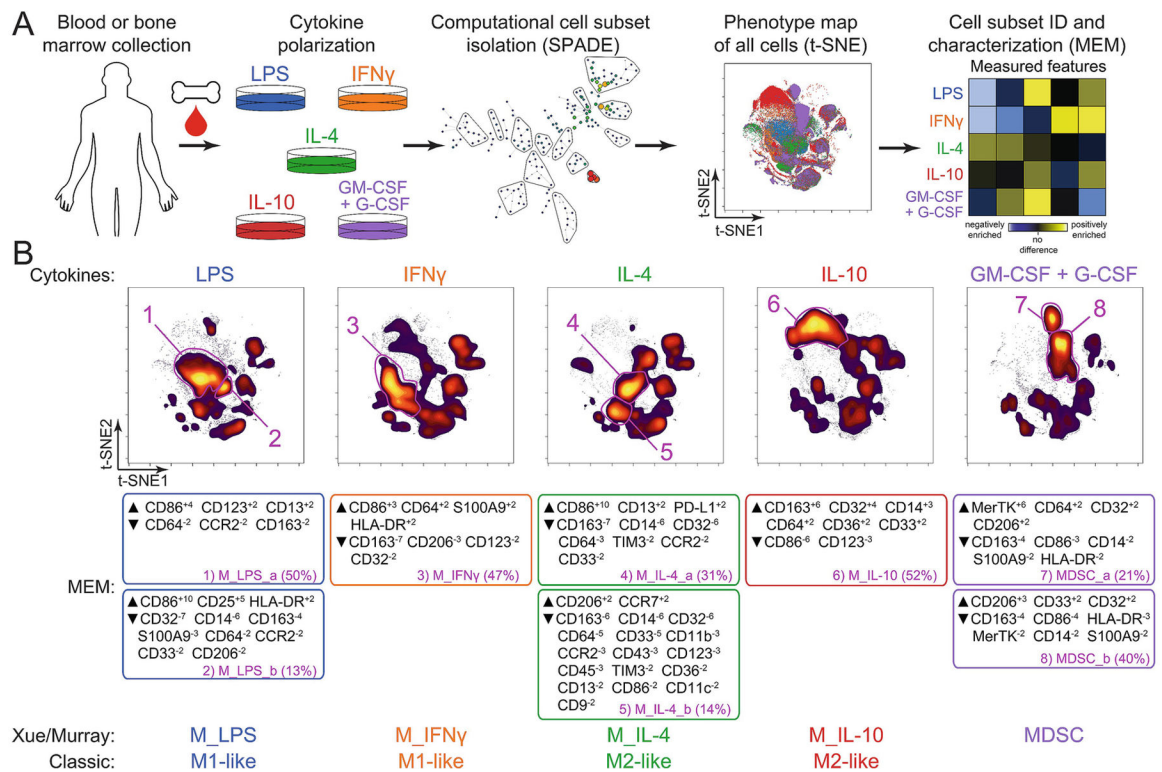 A
Blood or bone
marrow collection
Cytokine
polarization
LPS
IFNγ
IL-4
IL-10
GM-CSF
+ G-CSF
Computational cell subset
isolation (SPADE)
Phenotype map
of all cells (t-SNE)
t-SNE2
t-SNE1
Cell subset ID and
characterization (MEM)
Measured features
LPS
IFNγ
IL-4
IL-10
GM-CSF
+ G-CSF
negatively
enriched
no
difference
positively
enriched
B
Cytokines: LPS IFNγ IL-4 IL-10 GM-CSF + G-CSF
1
2
3
4
5
6
7
8
t-SNE2
t-SNE1
MEM:
▲CD86+4 CD123+2 CD13+2
▼CD64-2 CCR2-2 CD163-2
1) M_LPS_a (50%)
▲CD86+10 CD25+5 HLA-DR+2
▼CD32-7 CD14-6 CD163-4
S100A9-3 CD64-2 CCR2-2
CD33-2 CD206-2
2) M_LPS_b (13%)
▲CD86+3 CD64+2 S100A9+2
HLA-DR+2
▼CD163-7 CD206-3 CD123-2
CD32-2
3) M_IFNγ (47%)
▲CD86+10 CD13+2 PD-L1+2
▼CD163-7 CD14-6 CD32-6
CD64-3 TIM3-2 CCR2-2
CD33-2
4) M_IL-4_a (31%)
▲CD206+2 CCR7+2
▼CD163-6 CD14-6 CD32-6
CD64-5 CD33-5 CD11b-3
CCR2-3 CD43-3 CD123-3
CD45-3 TIM3-2 CD36-2
CD13-2 CD86-2 CD11c-2
CD9-2
5) M_IL-4_b (14%)
▲CD163+6 CD32+4 CD14+3
CD64+2 CD36+2 CD33+2
▼CD86-6 CD123-3
6) M_IL-10 (52%)
▲MerTK+6 CD64+2 CD32+2
CD206+2
▼CD163-4 CD86-3 CD14-2
S100A9-2 HLA-DR-2
7) MDSC_a (21%)
▲CD206+3 CD33+2 CD32+2
▼CD163-4 CD86-4 HLA-DR-3
MerTK-2 CD14-2 S100A9-2
8) MDSC_b (40%)
Xue/Murray: M_LPS M_IFNγ M_IL-4 M_IL-10 MDSC
Classic: M1-like M1-like M2-like M2-like